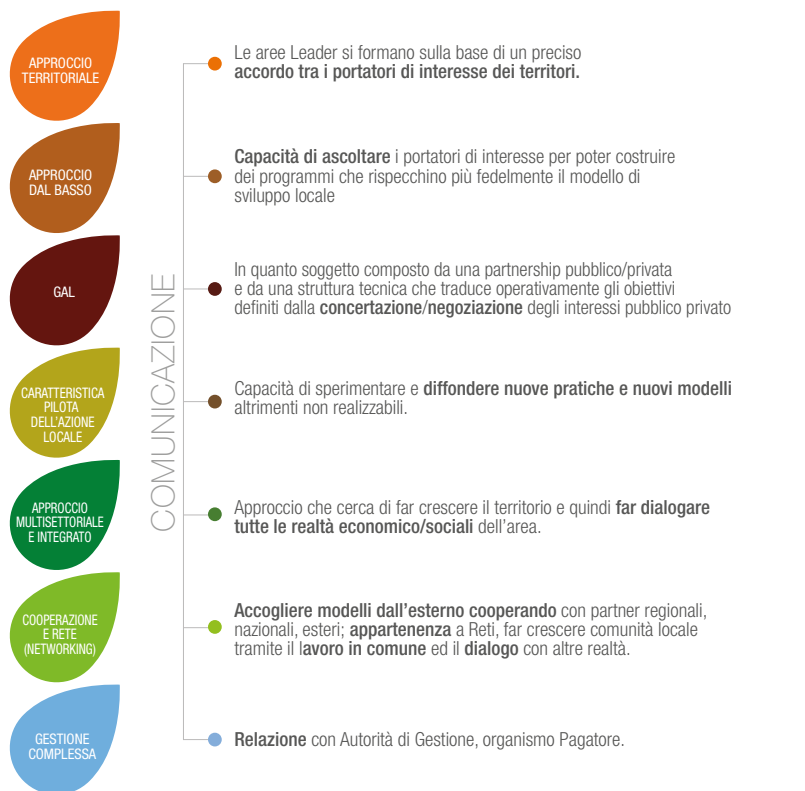 APPROCCIO
TERRITORIALE
Le aree Leader si formano sulla base di un preciso
accordo tra i portatori di interesse dei territori.
APPROCCIO
DAL BASSO
Capacità di ascoltare i portatori di interesse per poter costruire
dei programmi che rispecchino più fedelmente il modello di
sviluppo locale
GAL
In quanto soggetto composto da una partnership pubblico/privata
e da una struttura tecnica che traduce operativamente gli obiettivi
definiti dalla concertazione/negoziazione degli interessi pubblico privato
COMUNICAZIONE
CARATTERISTICA
PILOTA
DELL'AZIONE
LOCALE
Capacità di sperimentare e diffondere nuove pratiche e nuovi modelli
altrimenti non realizzabili.
APPROCCIO
MULTISETTORIALE
E INTEGRATO
Approccio che cerca di far crescere il territorio e quindi far dialogare
tutte le realtà economico/sociali dell'area.
COOPERAZIONE
E RETE
(NETWORKING)
Accogliere modelli dall'esterno cooperando con partner regionali,
nazionali, esteri; appartenenza a Reti, far crescere comunità locale
tramite il lavoro in comune ed il dialogo con altre realtà.
GESTIONE
COMPLESSA
Relazione con Autorità di Gestione, organismo Pagatore.